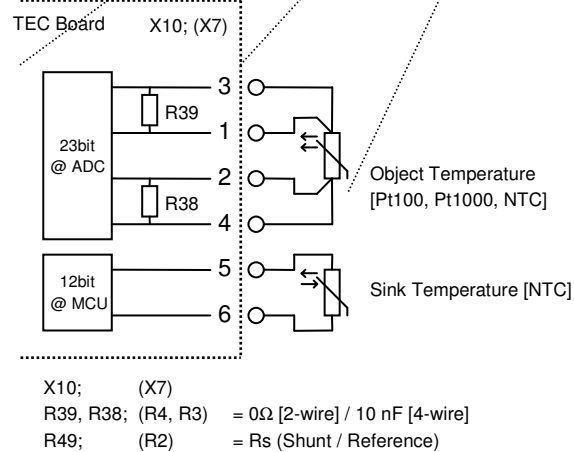 TEC Board X10; (X7)
3
R39
1
23bit
@ ADC
2
Object Temperature
[Pt100, Pt1000, NTC]
R38
4
5
12bit
@ MCU
Sink Temperature [NTC]
6
X10; (X7)
R39, R38; (R4, R3) = 0Ω [2-wire] / 10 nF [4-wire]
R49; (R2) = Rs (Shunt / Reference)